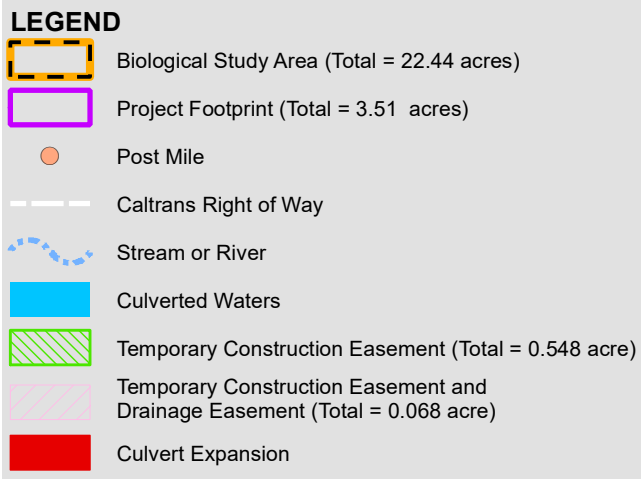 LEGEND
Biological Study Area (Total = 22.44 acres)
Project Footprint (Total = 3.51  acres)
Post Mile
Caltrans Right of Way
Stream or River
Culverted Waters
Temporary Construction Easement (Total = 0.548 acre)
Temporary Construction Easement and
Drainage Easement (Total = 0.068 acre)
Culvert Expansion